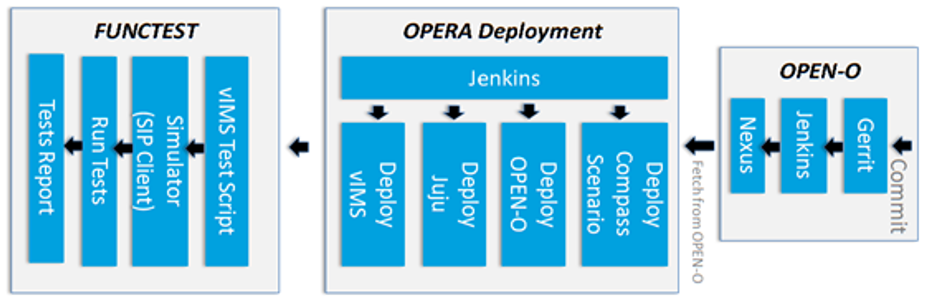 FUNCTEST
Tests Report
Run Tests
Simulator
(SIP Client)
vIMS Test Script
OPERA Deployment
Jenkins
Deploy
vIMS
Deploy
Juju
Deploy
OPEN-O
Deploy
Compass
Scenario
Fetch from OPEN-O
OPEN-O
Nexus
Jenkins
Gerrit
Commit